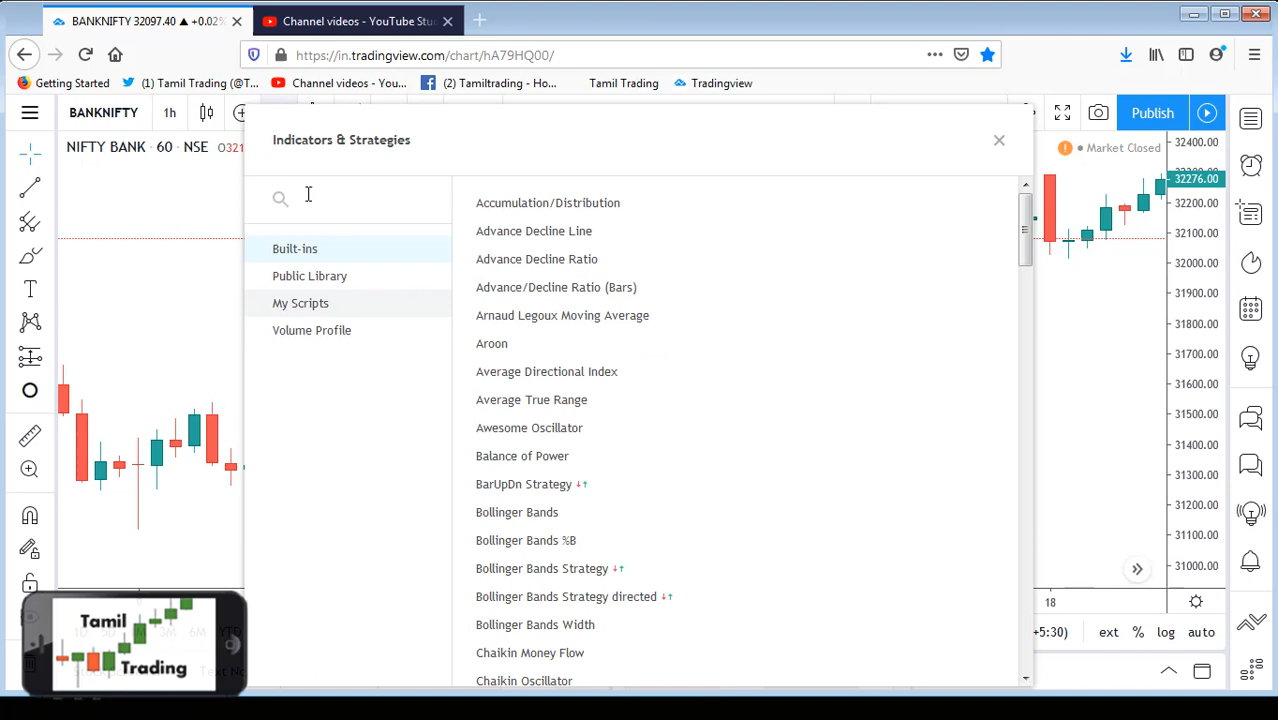 BANKNIFTY 32097.40 ▲ +0.02%
Channel videos - YouTube Stu
https://in.tradingview.com/chart/hA79HQ00/
Getting Started
(1) Tamil Trading (@T...
Channel videos - You...
(2) Tamiltrading - Ho...
Tamil Trading
Tradingview
BANKNIFTY
1h
Publish
NIFTY BANK · 60 · NSE
Market Closed
Indicators & Strategies
Built-ins
Public Library
My Scripts
Volume Profile
Accumulation/Distribution
Advance Decline Line
Advance Decline Ratio
Advance/Decline Ratio (Bars)
Arnaud Legoux Moving Average
Aroon
Average Directional Index
Average True Range
Awesome Oscillator
Balance of Power
BarUpDn Strategy
Bollinger Bands
Bollinger Bands %B
Bollinger Bands Strategy
Bollinger Bands Strategy directed
Bollinger Bands Width
Chaikin Money Flow
Chaikin Oscillator
32400.00
32276.00
32200.00
32100.00
32000.00
31900.00
31800.00
31700.00
31600.00
31500.00
31400.00
31300.00
31200.00
31100.00
31000.00
18
+5:30)
ext
%
log
auto
Tamil
Trading